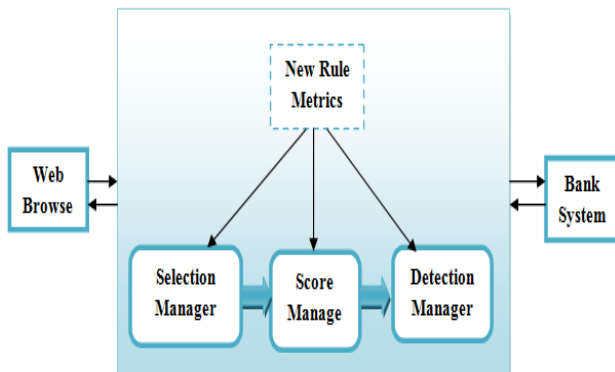 New Rule
Metrics
Web
Browse
Bank
System
Selection
Manager
Score
Manage
Detection
Manager